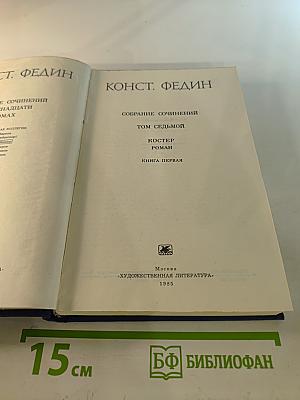 СТ. ФЕДИН
Е СОЧИНЕНИЙ
НАДЦАТИ
ОМАХ
КОНСТ. ФЕДИН
СОБРАНИЕ СОЧИНЕНИЙ
ТОМ СЕДЬМОЙ
КОСТЕР
РОМАН
КНИГА ПЕРВАЯ
Москва
«ХУДОЖЕСТВЕННАЯ ЛИТЕРАТУРА»
1985
15 см
БФ БИБЛИОФАН